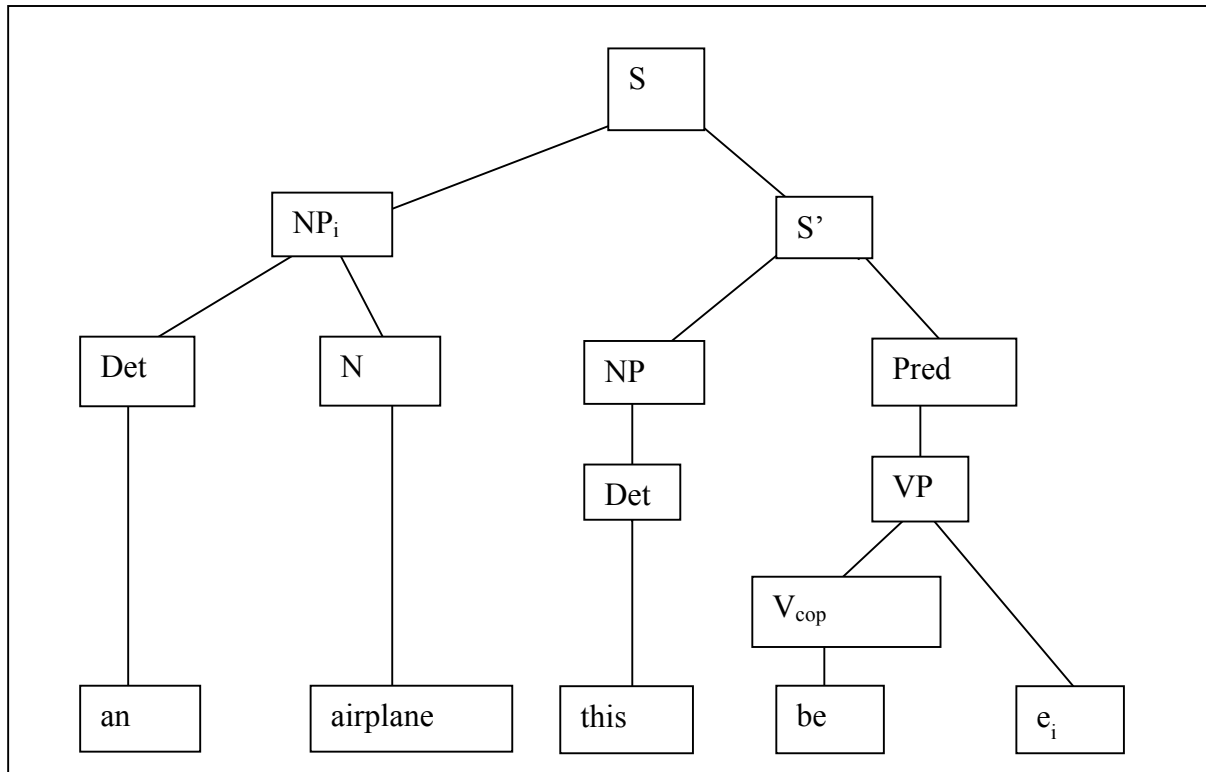 S
NPi
S’
Det
N
NP
Pred
Det
VP
Vcop
an
airplane
this
be
ei